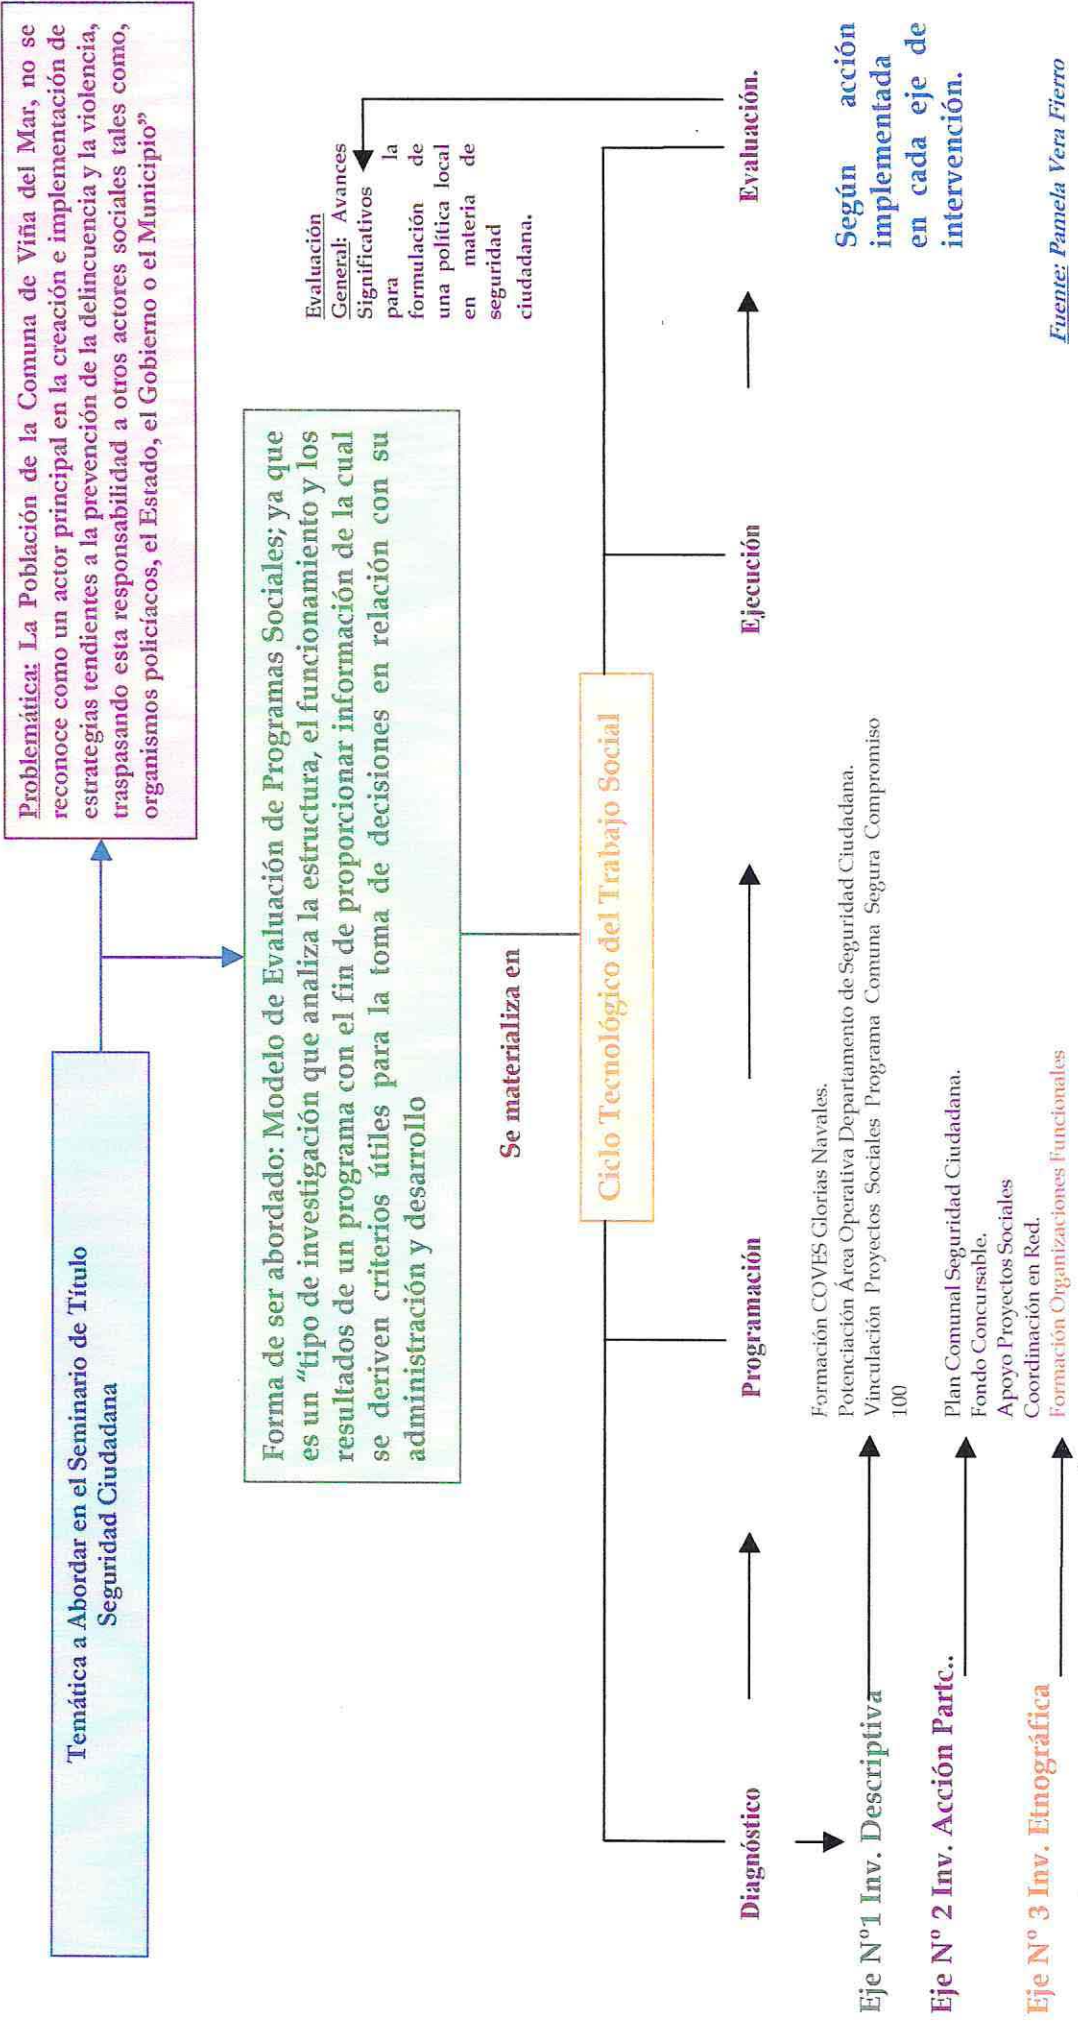 Temática a Abordar en el Seminario de Título
Seguridad Ciudadana
Problemática: La Población de la Comuna de Viña del Mar, no se
reconoce como un actor principal en la creación e implementación de
estrategias tendientes a la prevención de la delincuencia y la violencia,
traspasando esta responsabilidad a otros actores sociales tales como,
organismos policíacos, el Estado, el Gobierno o el Municipio”
Forma de ser abordado: Modelo de Evaluación de Programas Sociales; ya que
es un “tipo de investigación que analiza la estructura, el funcionamiento y los
resultados de un programa con el fin de proporcionar información de la cual
se deriven criterios útiles para la toma de decisiones en relación con su
administración y desarrollo
Evaluación
General: Avances
Significativos
para la
formulación de
una política local
en materia de
seguridad
ciudadana.
Se materializa en
Ciclo Tecnológico del Trabajo Social
Diagnóstico
Programación
Ejecución
Evaluación.
Eje N°1 Inv. Descriptiva
Formación COVES Glorias Navales.
Potenciación Área Operativa Departamento de Seguridad Ciudadana.
Vinculación Proyectos Sociales Programa Comuna Segura Compromiso
100
Eje N° 2 Inv. Acción Partc..
Plan Comunal Seguridad Ciudadana.
Fondo Concursable.
Apoyo Proyectos Sociales
Coordinación en Red.
Eje N° 3 Inv. Etnográfica
Formación Organizaciones Funcionales
Según acción
implementada
en cada eje de
intervención.
Fuente: Pamela Vera Fierro